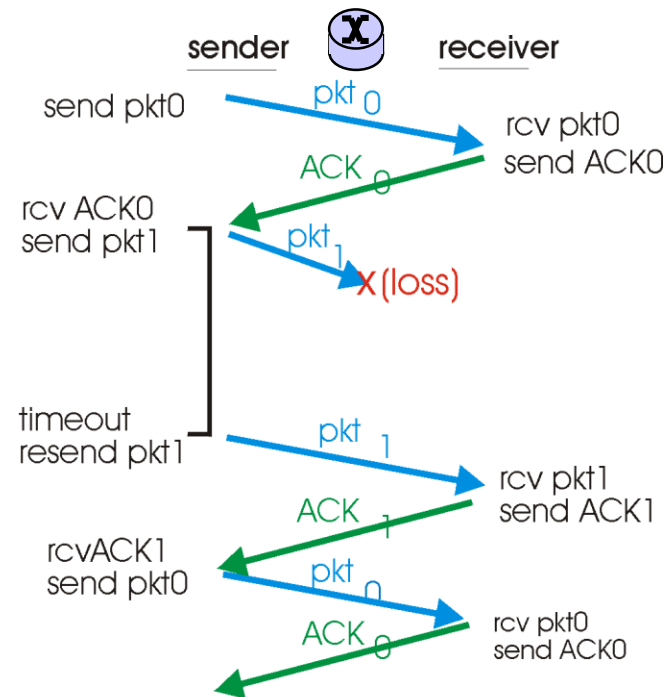 sender
receiver
send pkt0
pkt 0
rcv pkt0
send ACK0
ACK 0
rcv ACK0
send pkt1
pkt 1
X(loss)
timeout
resend pkt1
pkt 1
rcv pkt1
send ACK1
ACK 1
rcvACK1
send pkt0
pkt 0
rcv pkt0
send ACK0
ACK 0